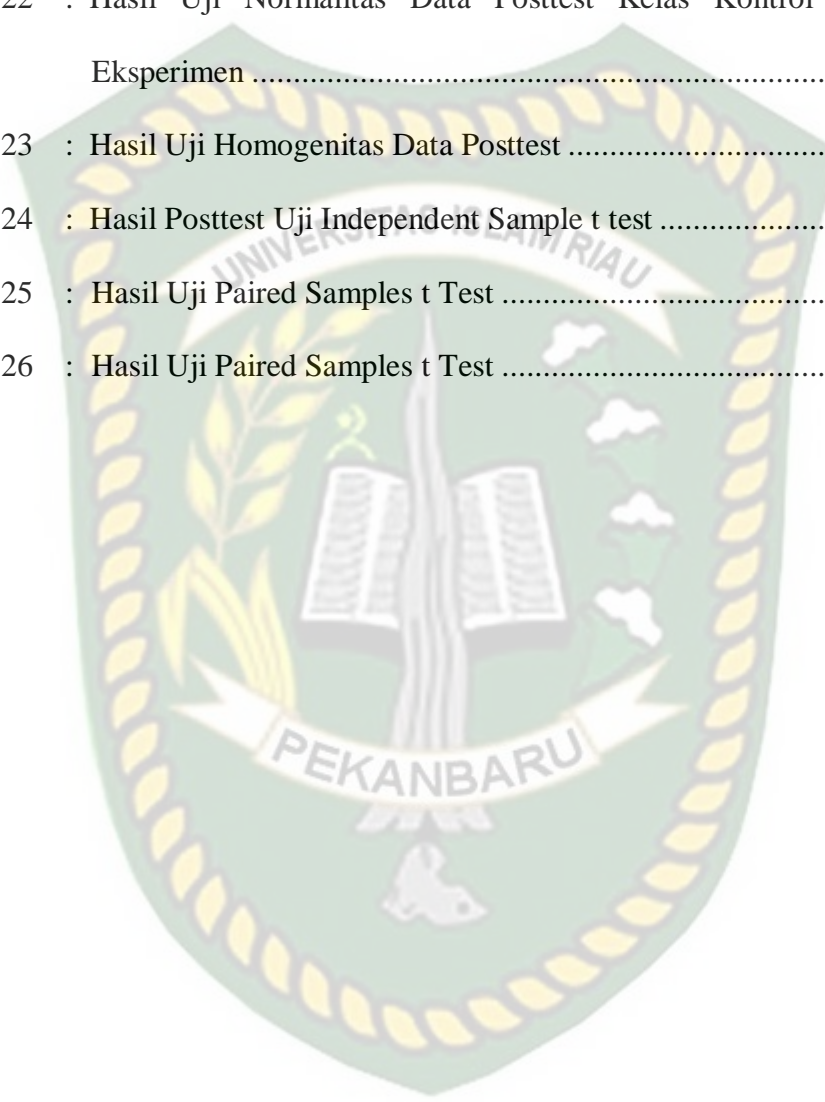 22 : Hasil Uji Normalitas Data Posttest Kelas Kontrol
Eksperimen ......................................................................
23 : Hasil Uji Homogenitas Data Posttest ..............................
24 : Hasil Posttest Uji Independent Sample t test ...................
25 : Hasil Uji Paired Samples t Test ......................................
26 : Hasil Uji Paired Samples t Test ......................................
UNIVERSITAS ISLAM RIAU
PEKANBARU